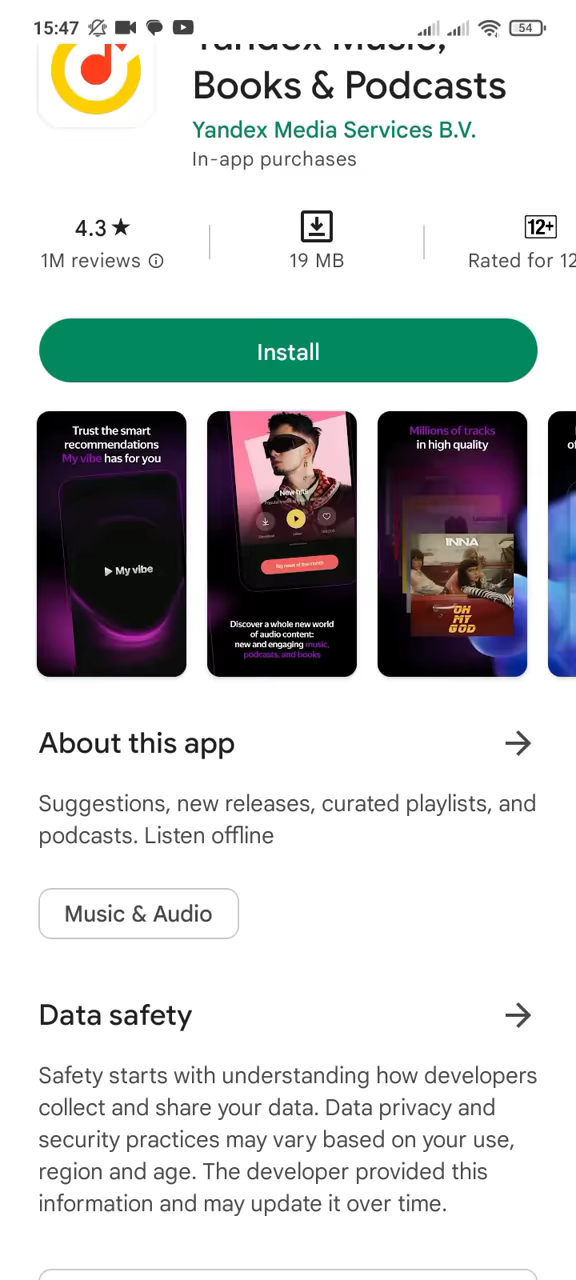 15:47
54
Yandex Music,
Books & Podcasts
Yandex Media Services B.V.
In-app purchases
4.3★
1M reviews
19 MB
12+
Rated for 12
Install
Trust the smart
recommendations
My vibe has for you
My vibe
Discover a whole new world
of audio content:
new and engaging music,
podcasts, and books
Millions of tracks
in high quality
INNA
OH
MY
GOD
About this app
Suggestions, new releases, curated playlists, and
podcasts. Listen offline
Music & Audio
Data safety
Safety starts with understanding how developers
collect and share your data. Data privacy and
security practices may vary based on your use,
region and age. The developer provided this
information and may update it over time.